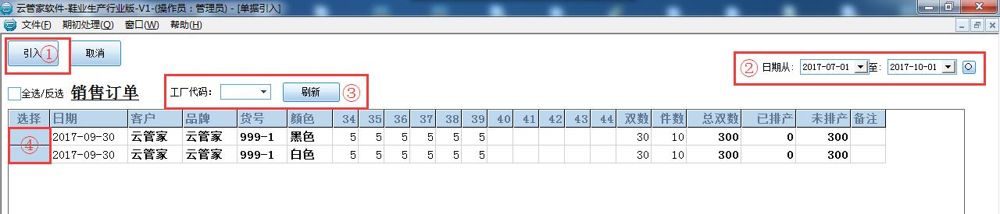 云管家软件-鞋业生产行业版-V1-(操作员：管理员) - [单据引入]
文件(F) 期初处理(Q) 窗口(W) 帮助(H)
引入 ① 取消
② 日期从: 2017-07-01 至: 2017-10-01
全选/反选 销售订单 工厂代码: 刷新 ③
选择 日期 客户 品牌 货号 颜色 34 35 36 37 38 39 40 41 42 43 44 双数 件数 总双数 已排产 未排产 备注
2017-09-30 云管家 云管家 999-1 黑色 5 5 5 5 5 5 30 10 300 0 300
④
2017-09-30 云管家 云管家 999-1 白色 5 5 5 5 5 5 30 10 300 0 300